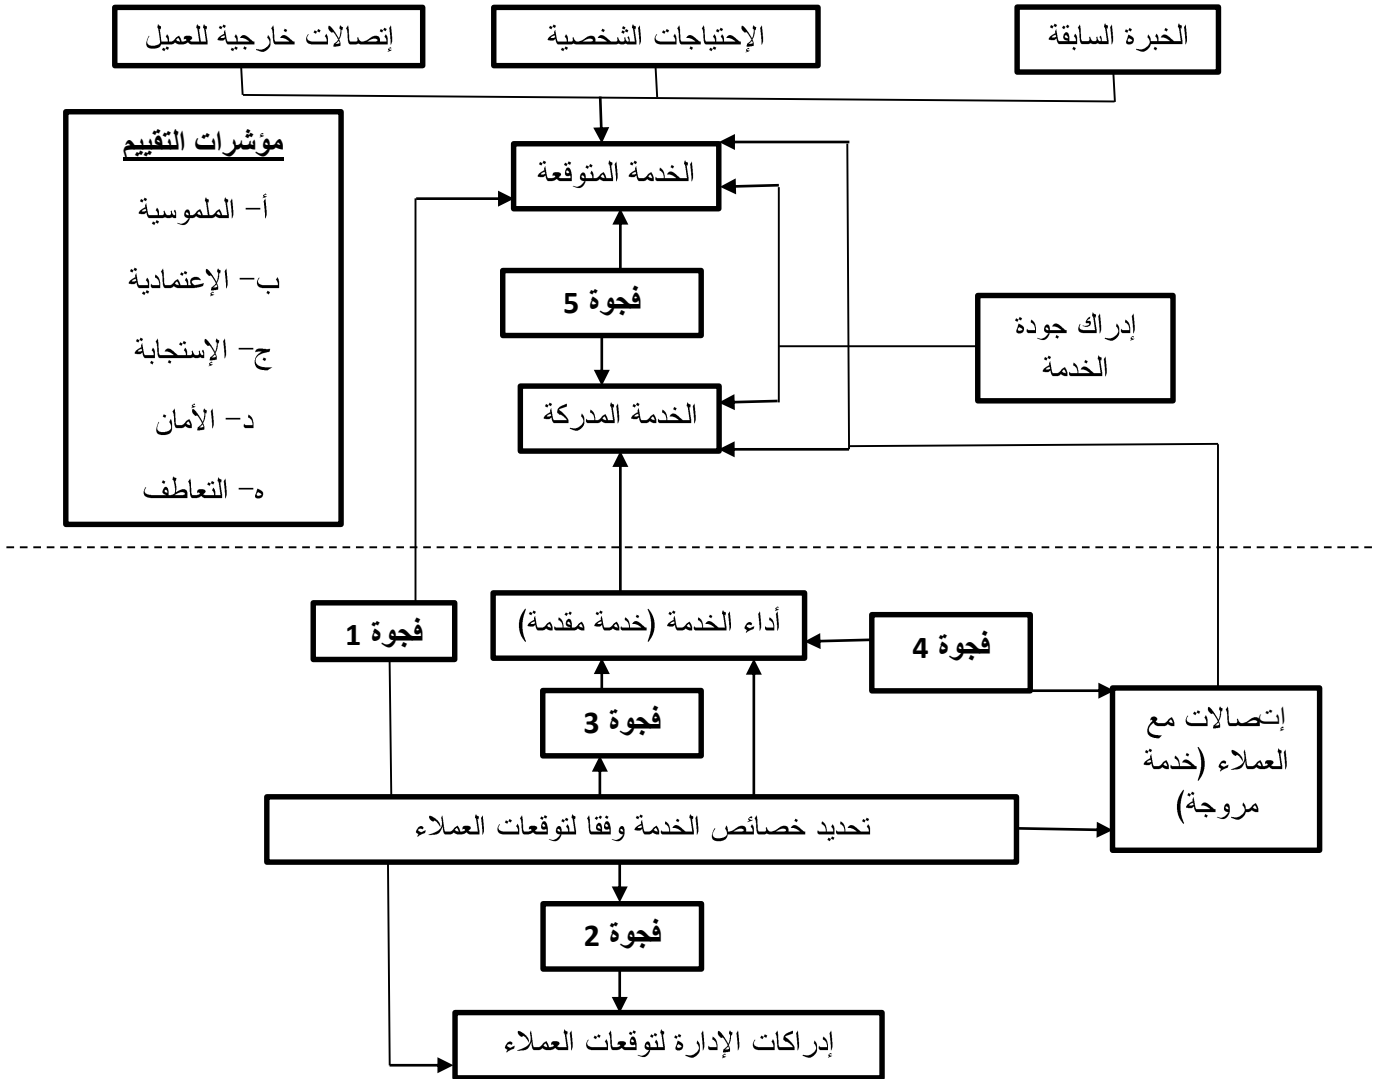 الخبرة السابقة
الإحتياجات الشخصية
إتصالات خارجية للعميل
مؤشرات التقييم
أ– الملموسية
ب– الإعتمادية
ج– الإستجابة
د– الأمان
ه– التعاطف
الخدمة المتوقعة
فجوة 5
إدراك جودة
الخدمة
الخدمة المدركة
أداء الخدمة (خدمة مقدمة)
فجوة 1
فجوة 4
فجوة 3
إتصالات مع
العملاء (خدمة
مروجة)
تحديد خصائص الخدمة وفقا لتوقعات العملاء
فجوة 2
إدراكات الإدارة لتوقعات العملاء